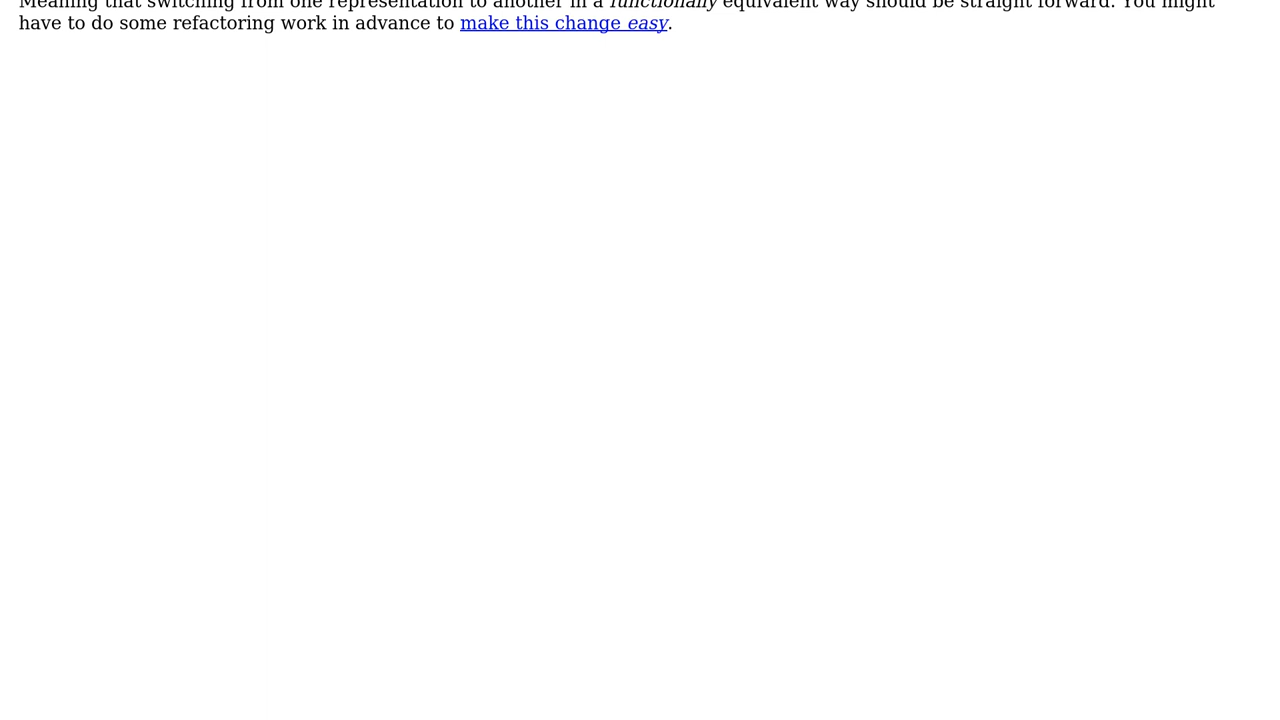 Meaning that switching from one representation to another in a functionally equivalent way should be straight forward. You might
have to do some refactoring work in advance to make this change easy.